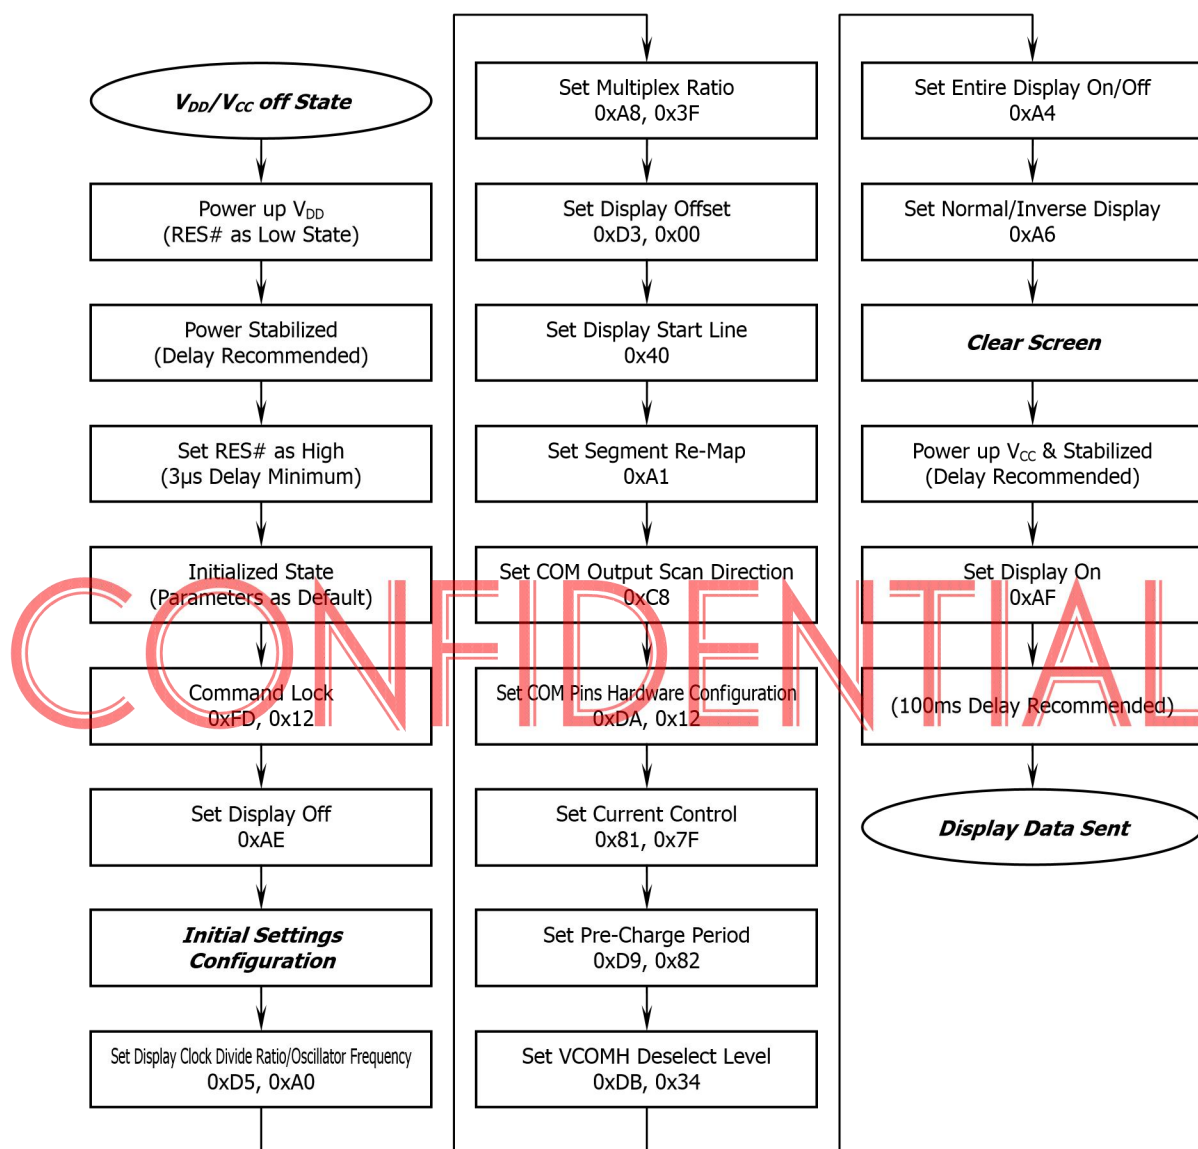 V_DD/V_CC off State
Power up V_DD
(RES# as Low State)
Power Stabilized
(Delay Recommended)
Set RES# as High
(3μs Delay Minimum)
Initialized State
(Parameters as Default)
Command Lock
0xFD, 0x12
Set Display Off
0xAE
Initial Settings
Configuration
Set Display Clock Divide Ratio/Oscillator Frequency
0xD5, 0xA0
Set Multiplex Ratio
0xA8, 0x3F
Set Display Offset
0xD3, 0x00
Set Display Start Line
0x40
Set Segment Re-Map
0xA1
Set COM Output Scan Direction
0xC8
Set COM Pins Hardware Configuration
0xDA, 0x12
Set Current Control
0x81, 0x7F
Set Pre-Charge Period
0xD9, 0x82
Set VCOMH Deselect Level
0xDB, 0x34
Set Entire Display On/Off
0xA4
Set Normal/Inverse Display
0xA6
Clear Screen
Power up V_CC & Stabilized
(Delay Recommended)
Set Display On
0xAF
(100ms Delay Recommended)
Display Data Sent
CONFIDENTIAL